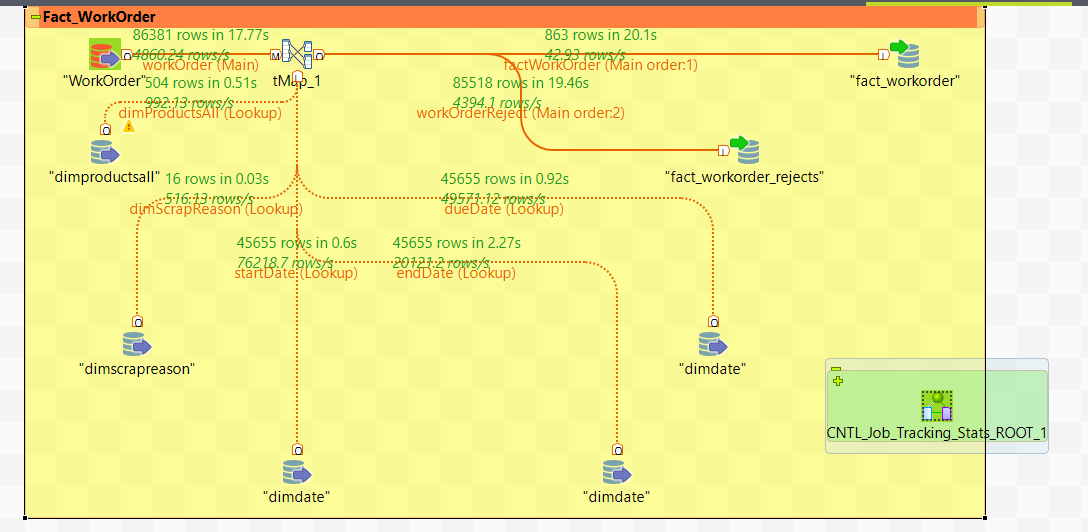 Fact_WorkOrder
86381 rows in 17.77s
4860.24 rows/s
workOrder (Main)
"WorkOrder"
tMap_1
863 rows in 20.1s
42.93 rows/s
factWorkOrder (Main order:1)
"fact_workorder"
504 rows in 0.51s
992.13 rows/s
dimProductsAll (Lookup)
85518 rows in 19.46s
4394.1 rows/s
workOrderReject (Main order:2)
"dimproductsall"
"fact_workorder_rejects"
16 rows in 0.03s
516.13 rows/s
dimScrapReason (Lookup)
45655 rows in 0.92s
49571.12 rows/s
dueDate (Lookup)
45655 rows in 0.6s
76218.7 rows/s
startDate (Lookup)
45655 rows in 2.27s
20121.2 rows/s
endDate (Lookup)
"dimscrapreason"
"dimdate"
CNTL_Job_Tracking_Stats_ROOT_1
"dimdate"
"dimdate"